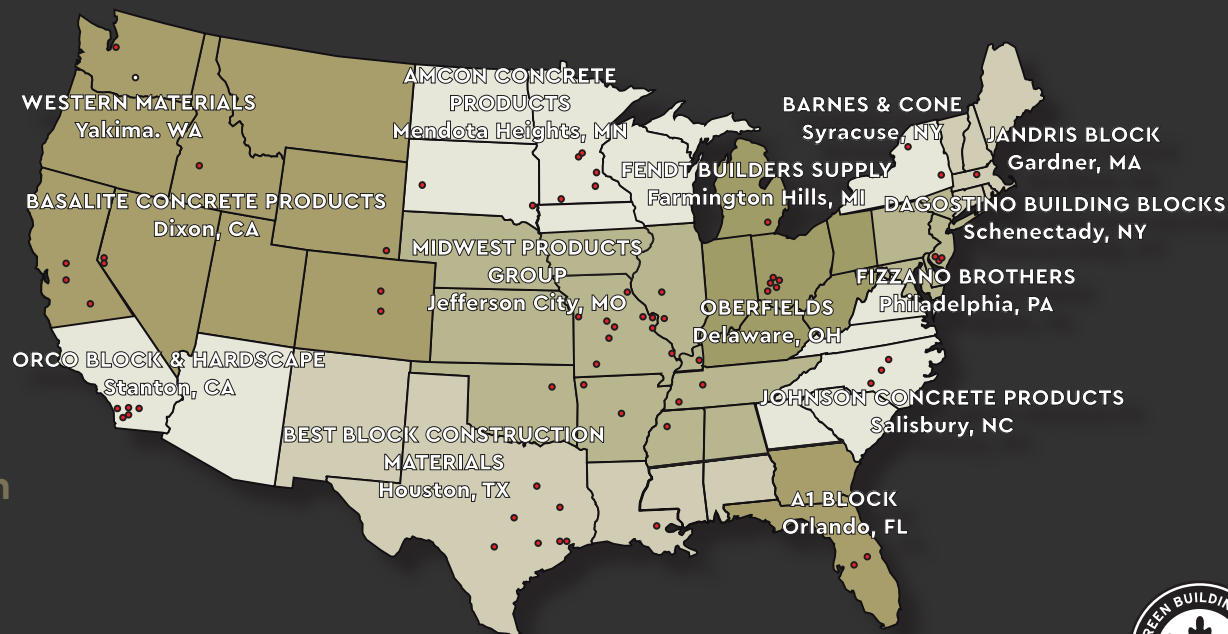 AMCON CONCRETE
PRODUCTS
Mendota Heights, MN
WESTERN MATERIALS
Yakima. WA
BARNES & CONE
Syracuse, NY
JANDRIS BLOCK
Gardner, MA
FENDT BUILDERS SUPPLY
Farmington Hills, MI
BASALITE CONCRETE PRODUCTS
Dixon, CA
DAGOSTINO BUILDING BLOCKS
Schenectady, NY
MIDWEST PRODUCTS
GROUP
Jefferson City, MO
FIZZANO BROTHERS
Philadelphia, PA
OBERFIELDS
Delaware, OH
ORCO BLOCK & HARDSCAPE
Stanton, CA
JOHNSON CONCRETE PRODUCTS
Salisbury, NC
BEST BLOCK CONSTRUCTION
MATERIALS
Houston, TX
A1 BLOCK
Orlando, FL